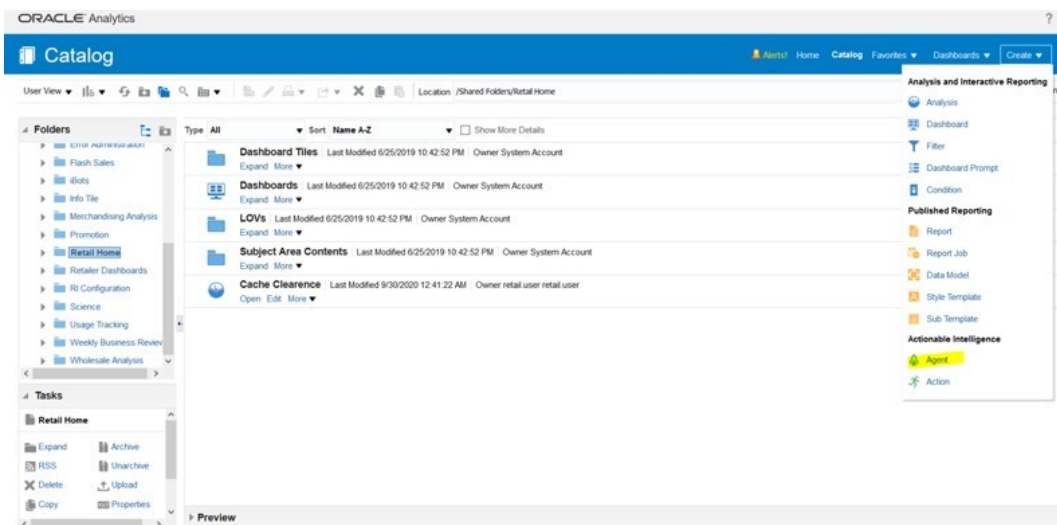 ORACLE Analytics
?
Catalog
Alerts! Home Catalog Favorites Dashboards Create
User View
Location /Shared Folders/Retail Home
Folders
Error Administration
Flash Sales
iBots
Info Tile
Merchandising Analysis
Promotion
Retail Home
Retailer Dashboards
RI Configuration
Science
Usage Tracking
Weekly Business Review
Wholesale Analysis
Tasks
Retail Home
Expand Archive
RSS Unarchive
Delete Upload
Copy Properties
Type All Sort Name A-Z Show More Details
Dashboard Tiles Last Modified 6/25/2019 10:42:52 PM Owner System Account
Expand More
Dashboards Last Modified 6/25/2019 10:42:52 PM Owner System Account
Expand More
LOVs Last Modified 6/25/2019 10:42:52 PM Owner System Account
Expand More
Subject Area Contents Last Modified 6/25/2019 10:42:52 PM Owner System Account
Expand More
Cache Clearence Last Modified 9/30/2020 12:41:22 AM Owner retail.user retail.user
Open Edit More
Preview
Analysis and Interactive Reporting
Analysis
Dashboard
Filter
Dashboard Prompt
Condition
Published Reporting
Report
Report Job
Data Model
Style Template
Sub Template
Actionable Intelligence
Agent
Action